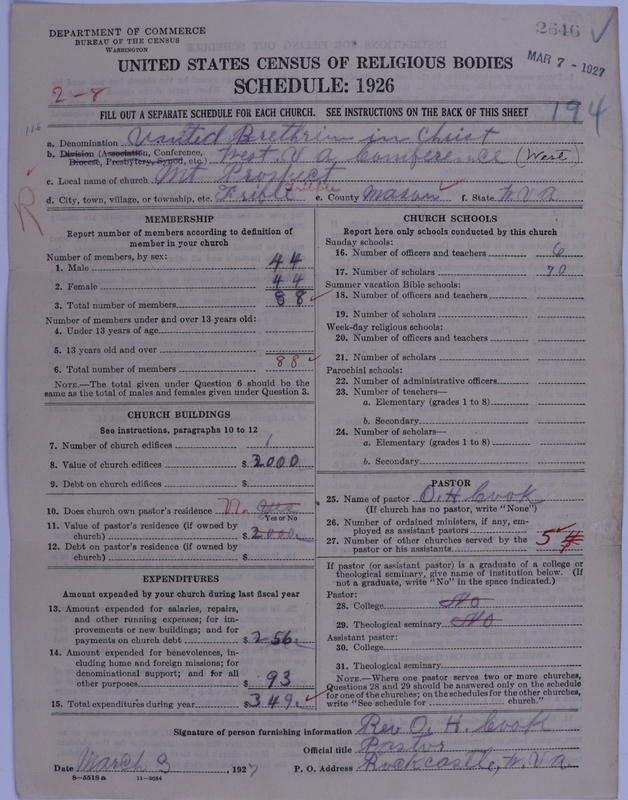 DEPARTMENT OF COMMERCE
BUREAU OF THE CENSUS
WASHINGTON
2646
MAR 7 - 1927
UNITED STATES CENSUS OF RELIGIOUS BODIES
SCHEDULE: 1926
2-8
194
FILL OUT A SEPARATE SCHEDULE FOR EACH CHURCH. SEE INSTRUCTIONS ON THE BACK OF THIS SHEET
116
a. Denomination United Brethrin in Christ
b. Division (Association, Conference, Diocese, Presbytery, Synod, etc.) West. V A Conference (West)
c. Local name of church Mt Prospect
R
d. City, town, village, or township, etc. Frible Tribble e. County Mason f. State W. VA
MEMBERSHIP
Report number of members according to definition of
member in your church
Number of members, by sex:
1. Male 44
2. Female 44
3. Total number of members 88
Number of members under and over 13 years old:
4. Under 13 years of age
5. 13 years old and over
6. Total number of members 88
NOTE.—The total given under Question 6 should be
same as the total of males and females given under Question 3.
CHURCH BUILDINGS
See instructions, paragraphs 10 to 12
7. Number of church edifices 1
8. Value of church edifices $ 2000
9. Debt on church edifices $
10. Does church own pastor's residence No Yes
Yes or No
11. Value of pastor's residence (if owned by
church) $ 2000
12. Debt on pastor's residence (if owned by
church) $
EXPENDITURES
Amount expended by your church during last fiscal year
13. Amount expended for salaries, repairs,
and other running expenses; for im-
provements or new buildings; and for
payments on church debt $ 256
14. Amount expended for benevolences, in-
cluding home and foreign missions; for
denominational support; and for all
other purposes $ 93
15. Total expenditures during year $ 349
CHURCH SCHOOLS
Report here only schools conducted by this church
Sunday schools:
16. Number of officers and teachers 6
17. Number of scholars 70
Summer vacation Bible schools:
18. Number of officers and teachers
19. Number of scholars
Week-day religious schools:
20. Number of officers and teachers
21. Number of scholars
Parochial schools:
22. Number of administrative officers
23. Number of teachers—
a. Elementary (grades 1 to 8)
b. Secondary
24. Number of scholars—
a. Elementary (grades 1 to 8)
b. Secondary
PASTOR
25. Name of pastor O. H. Cook
(If church has no pastor, write "None")
26. Number of ordained ministers, if any, em-
ployed as assistant pastors
27. Number of other churches served by the
pastor or his assistants 5 4
If pastor (or assistant pastor) is a graduate of a college or
theological seminary, give name of institution below. (If
not a graduate, write "No" in the space indicated.)
Pastor:
28. College No
29. Theological seminary No
Assistant pastor:
30. College
31. Theological seminary
NOTE.—Where one pastor serves two or more churches,
Questions 28 and 29 should be answered only on the schedule
for one of the churches; on the schedules for the other churches,
write "See schedule for church."
Signature of person furnishing information Rev O. H. Cook
Official title Pastor
Date March 3, 1927 P. O. Address Rockcastle, W. VA
8—5518 a 11—9684